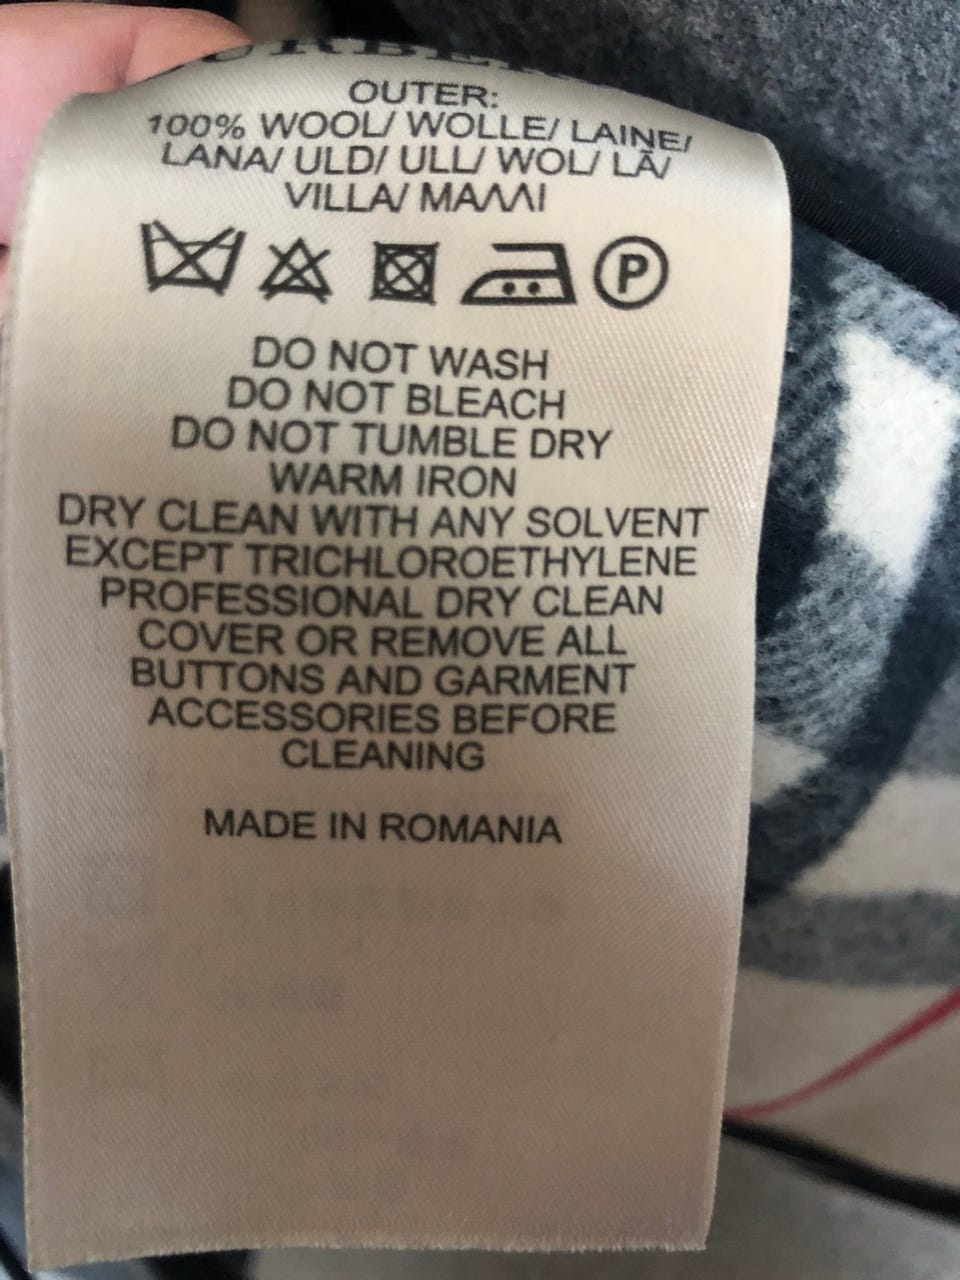 OUTER:
100% WOOL/ WOLLE/ LAINE/
LANA/ ULD/ ULL/ WOL/ LÃ/
VILLA/ ΜΑΛΛΙ
P
DO NOT WASH
DO NOT BLEACH
DO NOT TUMBLE DRY
WARM IRON
DRY CLEAN WITH ANY SOLVENT
EXCEPT TRICHLOROETHYLENE
PROFESSIONAL DRY CLEAN
COVER OR REMOVE ALL
BUTTONS AND GARMENT
ACCESSORIES BEFORE
CLEANING
MADE IN ROMANIA